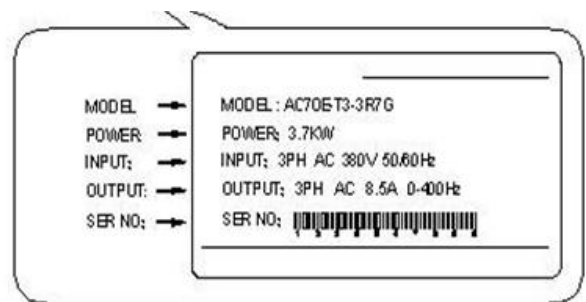 MODEL MODEL: AC70E-T3-3R7G
POWER POWER; 3.7KW
INPUT; INPUT; 3PH AC 380V 50/60Hz
OUTPUT: OUTPUT; 3PH AC 8.5A 0-400Hz
SER NO; SER NO;